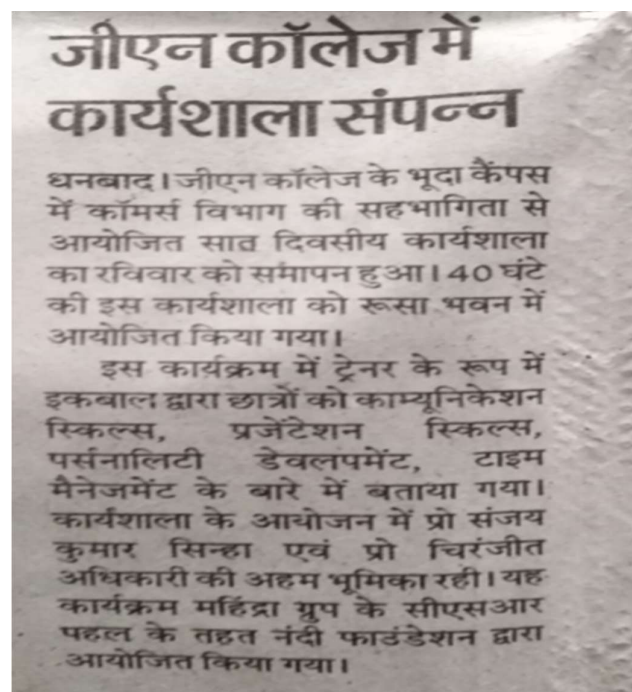 जीएन कॉलेज में
कार्यशाला संपन्न
धनबाद। जीएन कॉलेज के भूदा कैंपस
में कॉमर्स विभाग की सहभागिता से
आयोजित सात दिवसीय कार्यशाला
का रविवार को समापन हुआ। 40 घंटे
की इस कार्यशाला को रूसा भवन में
आयोजित किया गया।
इस कार्यक्रम में ट्रेनर के रूप में
इकबाल द्वारा छात्रों को काम्यूनिकेशन
स्किल्स, प्रजेंटेशन स्किल्स,
पर्सनालिटी डेवलपमेंट, टाइम
मैनेजमेंट के बारे में बताया गया।
कार्यशाला के आयोजन में प्रो संजय
कुमार सिन्हा एवं प्रो चिरंजीत
अधिकारी की अहम भूमिका रही। यह
कार्यक्रम महिंद्रा ग्रुप के सीएसआर
पहल के तहत नंदी फाउंडेशन द्वारा
आयोजित किया गया।